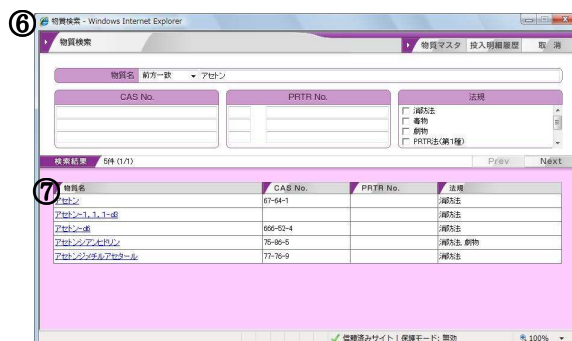 ⑥
物質検索 - Windows Internet Explorer
物質検索
物質マスタ 投入明細履歴 取 消
物質名 前方一致 アセトン
CAS No. PRTR No. 法規
消防法
毒物
劇物
PRTR法(第1種)
検索結果 5件 (1/1) Prev Next
⑦
物質名 CAS No. PRTR No. 法規
アセトン 67-64-1 消防法
アセトン-1,1,1-d3 消防法
アセトン-d6 666-52-4 消防法
アセトンシアンヒドリン 75-86-5 消防法, 劇物
アセトンジメチルアセタール 77-76-9 消防法
信頼済みサイト | 保護モード: 無効 100%